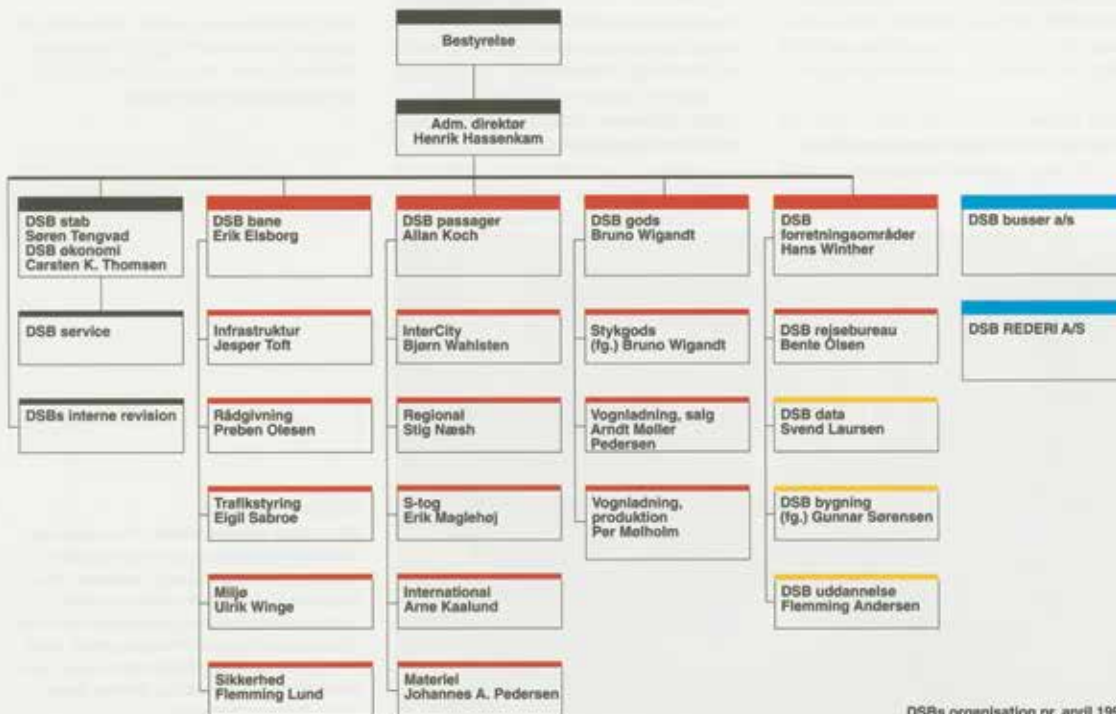 Bestyrelse
Adm. direktør
Henrik Hassenkam
DSB stab
Søren Tengvad
DSB økonomi
Carsten K. Thomsen
DSB service
DSBs interne revision
DSB bane
Erik Elsborg
Infrastruktur
Jesper Toft
Rådgivning
Preben Olesen
Trafikstyring
Eigil Sabroe
Miljø
Ulrik Winge
Sikkerhed
Flemming Lund
DSB passager
Allan Koch
InterCity
Bjørn Wahlsten
Regional
Stig Næsh
S-tog
Erik Maglehøj
International
Arne Kaalund
Materiel
Johannes A. Pedersen
DSB gods
Bruno Wigandt
Stykgods
(fg.) Bruno Wigandt
Vognladning, salg
Arndt Møller
Pedersen
Vognladning,
produktion
Per Mølholm
DSB
forretningsområder
Hans Winther
DSB rejsebureau
Bente Olsen
DSB data
Svend Laursen
DSB bygning
(fg.) Gunnar Sørensen
DSB uddannelse
Flemming Andersen
DSB busser a/s
DSB REDERI A/S
DSBs organisation pr. april